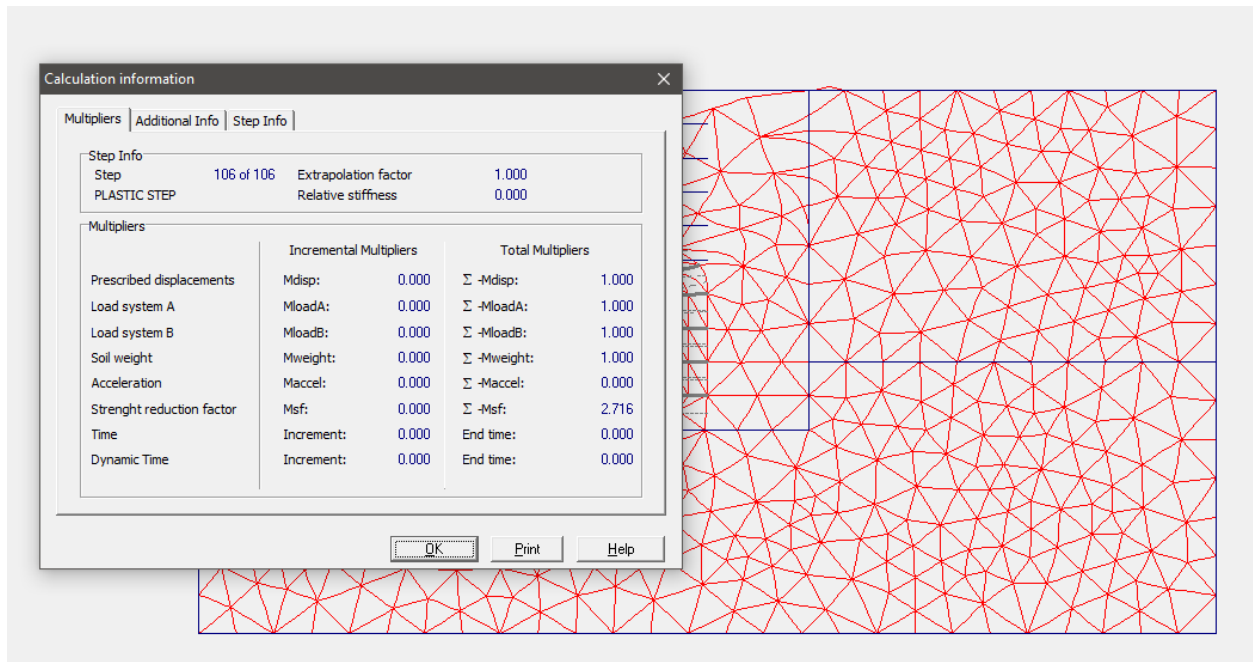 Calculation information
Multipliers Additional Info Step Info
Step Info
Step 106 of 106 Extrapolation factor 1.000
PLASTIC STEP Relative stiffness 0.000
Multipliers
Incremental Multipliers Total Multipliers
Prescribed displacements Mdisp: 0.000 Σ -Mdisp: 1.000
Load system A MloadA: 0.000 Σ -MloadA: 1.000
Load system B MloadB: 0.000 Σ -MloadB: 1.000
Soil weight Mweight: 0.000 Σ -Mweight: 1.000
Acceleration Maccel: 0.000 Σ -Maccel: 0.000
Strenght reduction factor Msf: 0.000 Σ -Msf: 2.716
Time Increment: 0.000 End time: 0.000
Dynamic Time Increment: 0.000 End time: 0.000
OK Print Help